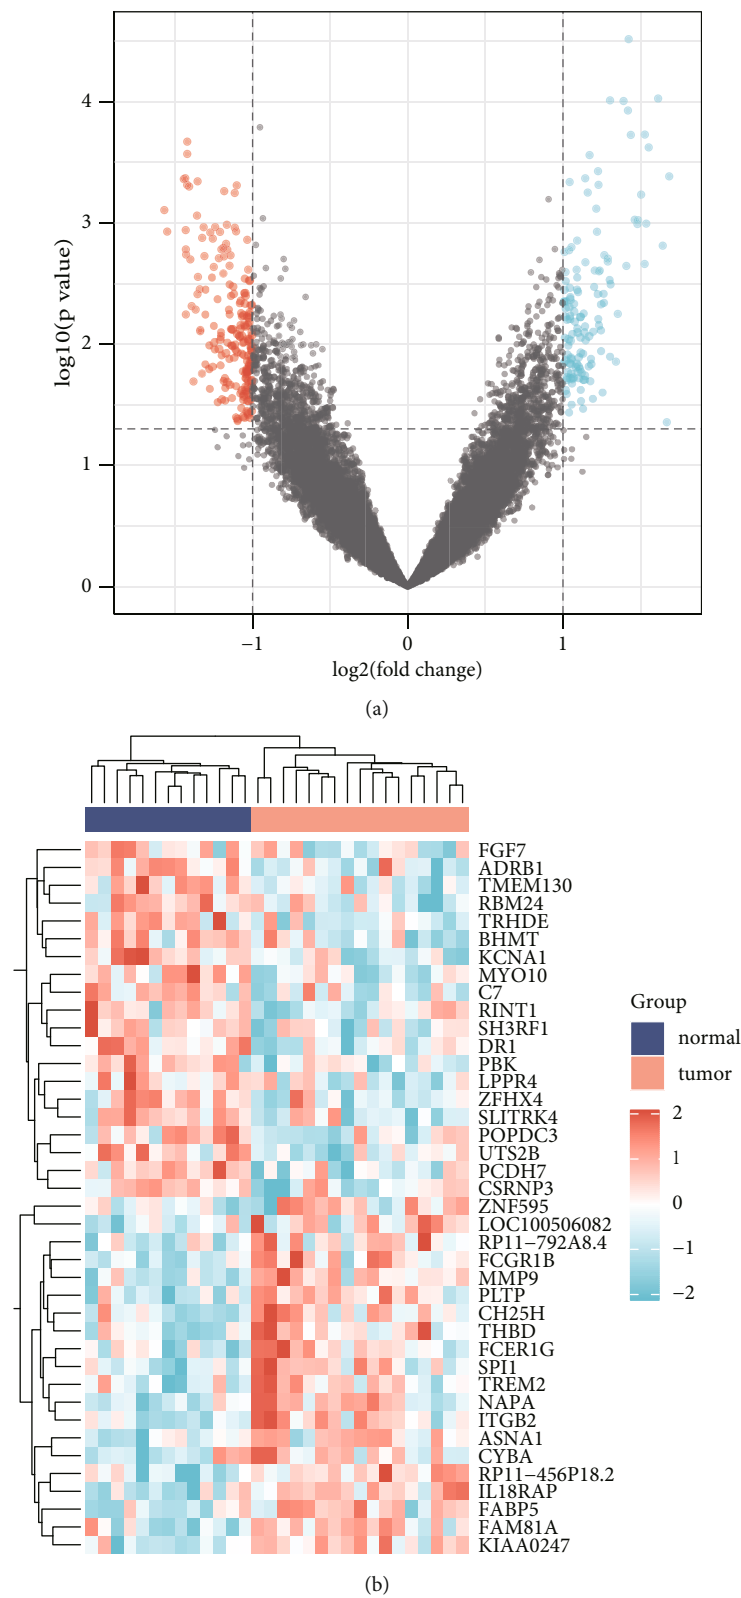 4
3
2
1
0
log10(p value)
−1
0
1
log2(fold change)
(a)
FGF7
ADRB1
TMEM130
RBM24
TRHDE
BHMT
KCNA1
MYO10
C7
RINT1
SH3RF1
DR1
PBK
LPPR4
ZFHX4
SLITRK4
POPDC3
UTS2B
PCDH7
CSRNP3
ZNF595
LOC100506082
RP11−792A8.4
FCGR1B
MMP9
PLTP
CH25H
THBD
FCER1G
SPI1
TREM2
NAPA
ITGB2
ASNA1
CYBA
RP11−456P18.2
IL18RAP
FABP5
FAM81A
KIAA0247
Group
normal
tumor
2
1
0
−1
−2
(b)